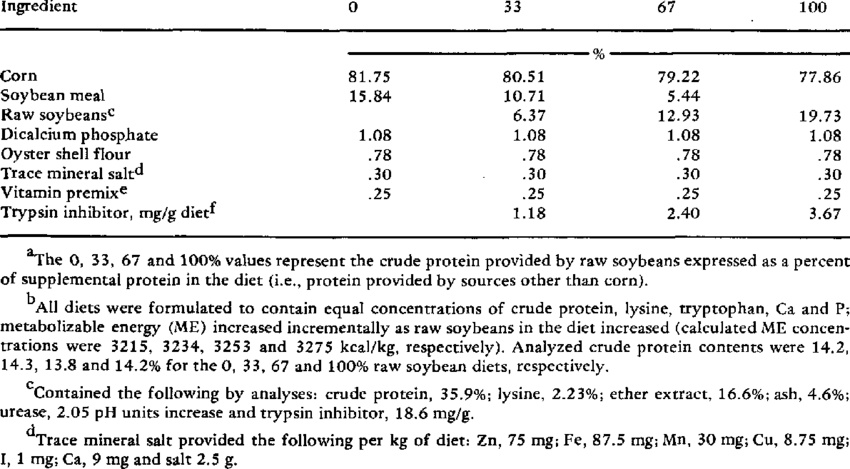 Ingredient 0 33 67 100
%
Corn 81.75 80.51 79.22 77.86
Soybean meal 15.84 10.71 5.44
Raw soybeansc 6.37 12.93 19.73
Dicalcium phosphate 1.08 1.08 1.08 1.08
Oyster shell flour .78 .78 .78 .78
Trace mineral saltd .30 .30 .30 .30
Vitamin premixe .25 .25 .25 .25
Trypsin inhibitor, mg/g dietf 1.18 2.40 3.67
aThe 0, 33, 67 and 100% values represent the crude protein provided by raw soybeans expressed as a percent
of supplemental protein in the diet (i.e., protein provided by sources other than corn).
bAll diets were formulated to contain equal concentrations of crude protein, lysine, tryptophan, Ca and P;
metabolizable energy (ME) increased incrementally as raw soybeans in the diet increased (calculated ME concen-
trations were 3215, 3234, 3253 and 3275 kcal/kg, respectively). Analyzed crude protein contents were 14.2,
14.3, 13.8 and 14.2% for the 0, 33, 67 and 100% raw soybean diets, respectively.
cContained the following by analyses: crude protein, 35.9%; lysine, 2.23%; ether extract, 16.6%; ash, 4.6%;
urease, 2.05 pH units increase and trypsin inhibitor, 18.6 mg/g.
dTrace mineral salt provided the following per kg of diet: Zn, 75 mg; Fe, 87.5 mg; Mn, 30 mg; Cu, 8.75 mg;
I, 1 mg; Ca, 9 mg and salt 2.5 g.